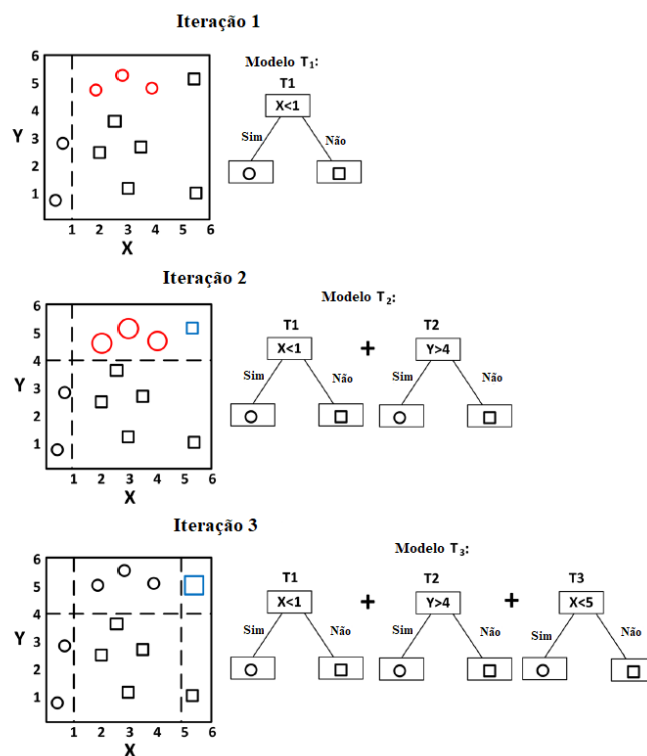 Iteração 1
6
5
4
Y 3
2
1
1 2 3 4 5 6
X
Modelo T₁:
T1
X<1
Sim Não
Iteração 2
6
5
4
Y 3
2
1
1 2 3 4 5 6
X
Modelo T₂:
T1 + T2
X<1 Y>4
Sim Não Sim Não
Iteração 3
6
5
4
Y 3
2
1
1 2 3 4 5 6
X
Modelo T₃:
T1 + T2 + T3
X<1 Y>4 X<5
Sim Não Sim Não Sim Não